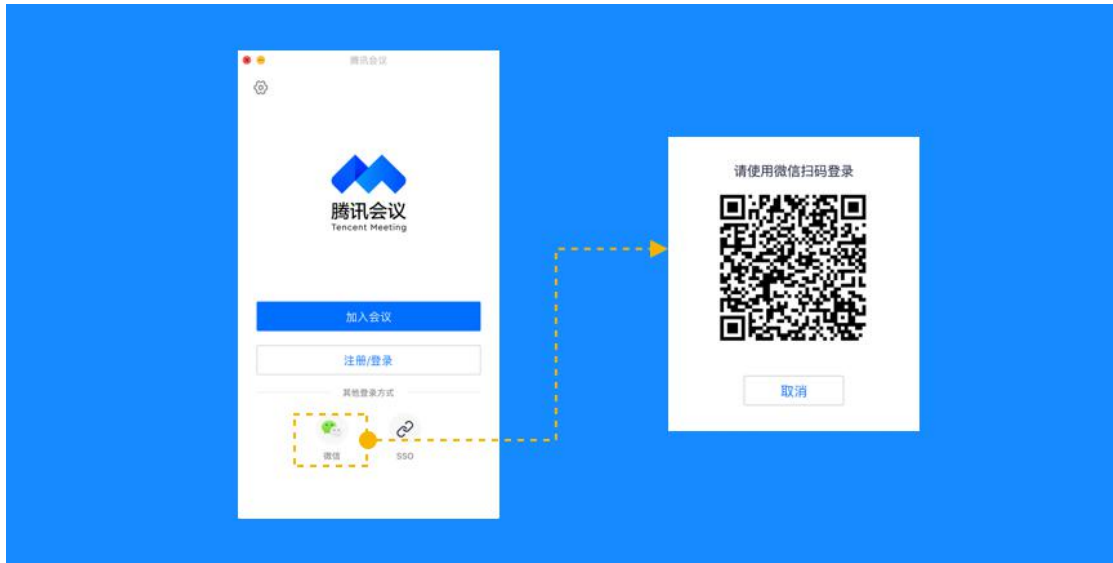 腾讯会议
腾讯会议
Tencent Meeting
加入会议
注册/登录
其他登录方式
微信
SSO
请使用微信扫码登录
取消